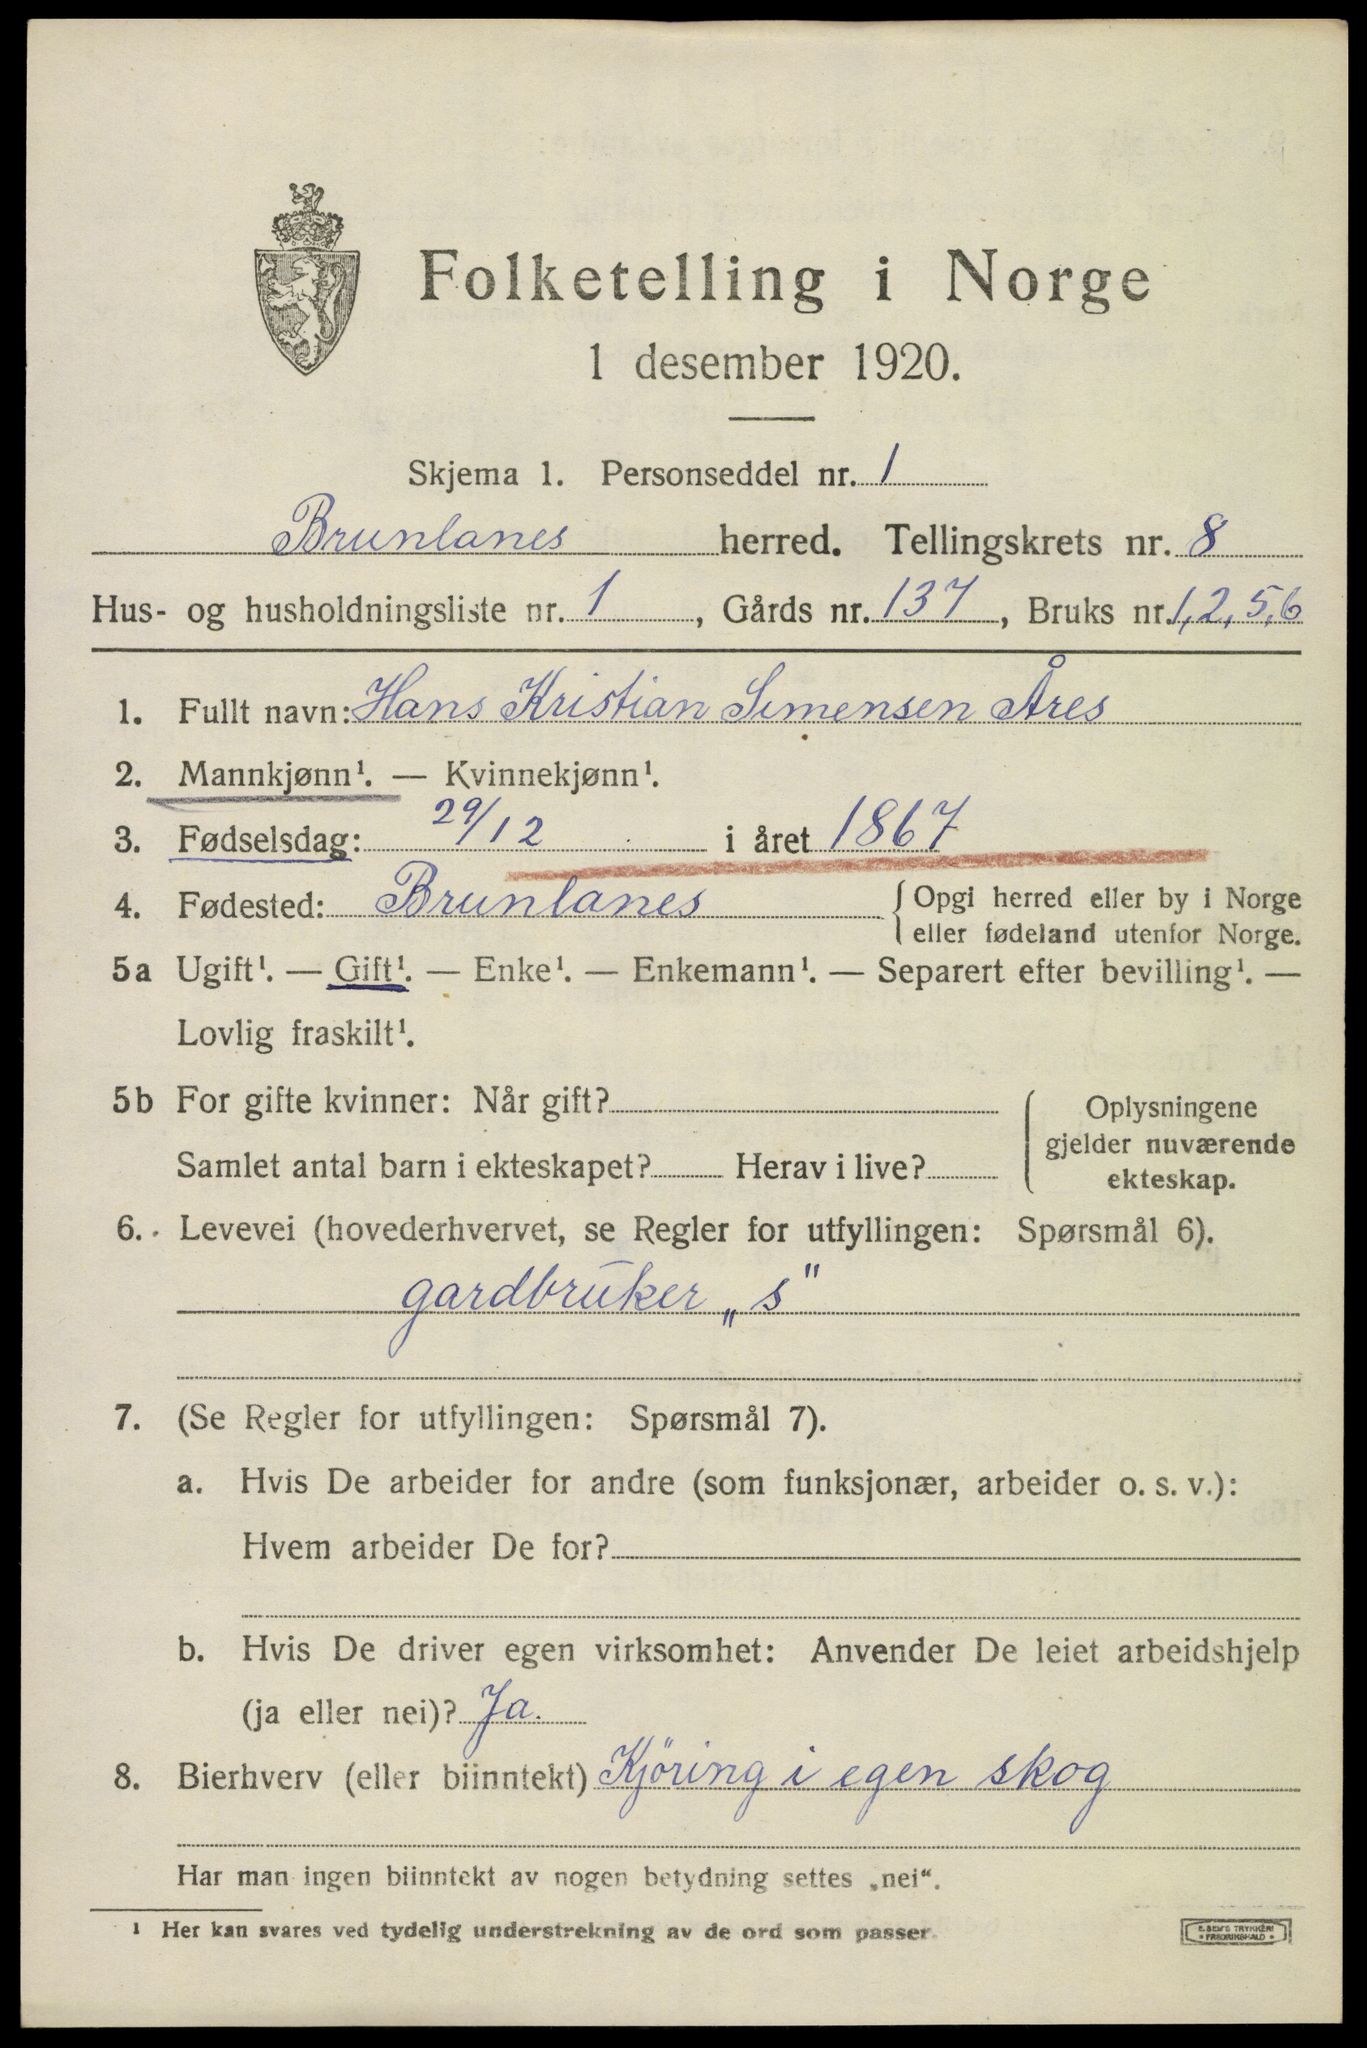 Folketelling i Norge
1 desember 1920.
Skjema 1. Personseddel nr. 1
Brunlanes herred. Tellingskrets nr. 8
Hus- og husholdningsliste nr. 1, Gårds nr. 137, Bruks nr. 1, 2, 5, 6
1. Fullt navn: Hans Kristian Simensen Åres
2. Mannkjønn¹. — Kvinnekjønn¹.
3. Fødselsdag: 29/12 i året 1867
4. Fødested: Brunlanes { Opgi herred eller by i Norge
eller fødeland utenfor Norge.
5a Ugift¹. — Gift¹. — Enke¹. — Enkemann¹. — Separert efter bevilling¹. —
Lovlig fraskilt¹.
5b For gifte kvinner: Når gift?
Samlet antal barn i ekteskapet? Herav i live?
Oplysningene
gjelder nuværende
ekteskap.
6. Levevei (hovederhvervet, se Regler for utfyllingen: Spørsmål 6).
gardbruker „s"
7. (Se Regler for utfyllingen: Spørsmål 7).
a. Hvis De arbeider for andre (som funksjonær, arbeider o. s. v.):
Hvem arbeider De for?
b. Hvis De driver egen virksomhet: Anvender De leiet arbeidshjelp
(ja eller nei)? Ja.
8. Bierhverv (eller biinntekt) Kjöring i egen skog
Har man ingen biinntekt av nogen betydning settes „nei“.
¹ Her kan svares ved tydelig understrekning av de ord som passer.
E. SEMS TRYKKERI
• FREDRIKSHALD •